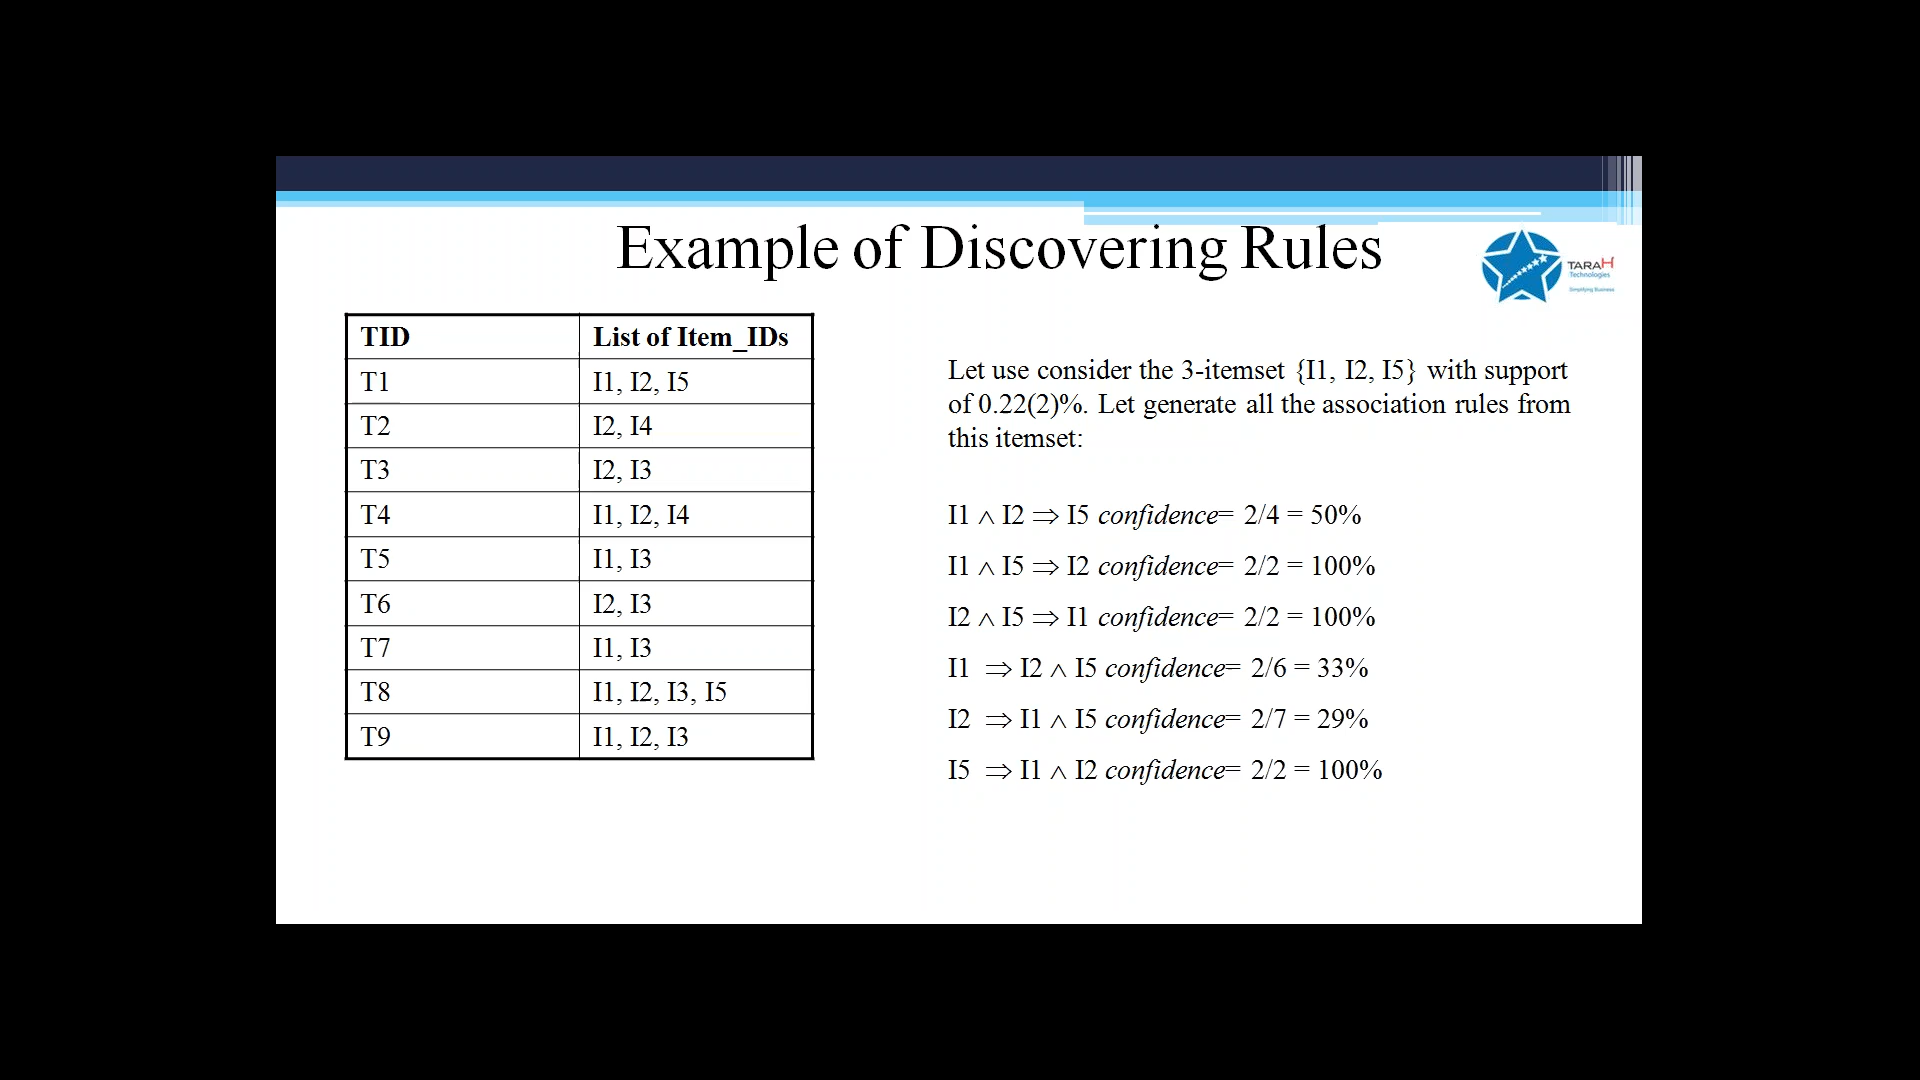 Example of Discovering Rules
TARAH
Technologies
Simplifying Business
TID List of Item_IDs
T1 I1, I2, I5
T2 I2, I4
T3 I2, I3
T4 I1, I2, I4
T5 I1, I3
T6 I2, I3
T7 I1, I3
T8 I1, I2, I3, I5
T9 I1, I2, I3
Let use consider the 3-itemset {I1, I2, I5} with support
of 0.22(2)%. Let generate all the association rules from
this itemset:
I1 ∧ I2 ⇒ I5 confidence= 2/4 = 50%
I1 ∧ I5 ⇒ I2 confidence= 2/2 = 100%
I2 ∧ I5 ⇒ I1 confidence= 2/2 = 100%
I1 ⇒ I2 ∧ I5 confidence= 2/6 = 33%
I2 ⇒ I1 ∧ I5 confidence= 2/7 = 29%
I5 ⇒ I1 ∧ I2 confidence= 2/2 = 100%